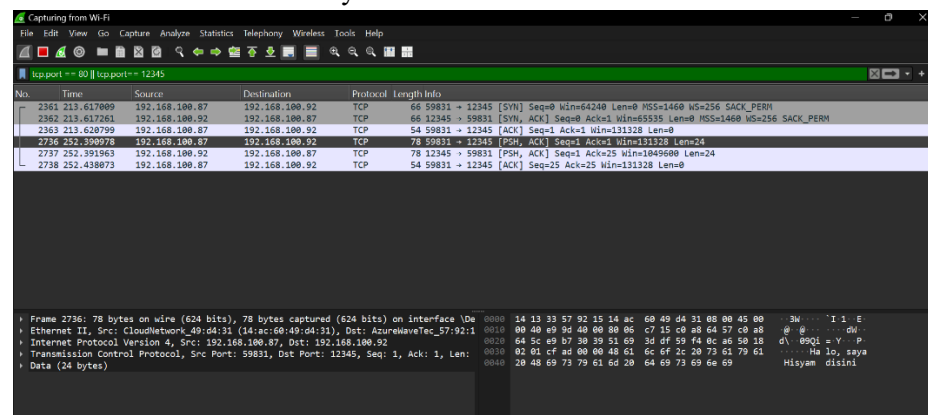 Capturing from Wi-Fi
File Edit View Go Capture Analyze Statistics Telephony Wireless Tools Help
tcp.port == 80 || tcp.port== 12345
No. Time Source Destination Protocol Length Info
2361 213.617009 192.168.100.87 192.168.100.92 TCP 66 59831 → 12345 [SYN] Seq=0 Win=64240 Len=0 MSS=1460 WS=256 SACK_PERM
2362 213.617261 192.168.100.92 192.168.100.87 TCP 66 12345 → 59831 [SYN, ACK] Seq=0 Ack=1 Win=65535 Len=0 MSS=1460 WS=256 SACK_PERM
2363 213.620799 192.168.100.87 192.168.100.92 TCP 54 59831 → 12345 [ACK] Seq=1 Ack=1 Win=131328 Len=0
2736 252.390978 192.168.100.87 192.168.100.92 TCP 78 59831 → 12345 [PSH, ACK] Seq=1 Ack=1 Win=131328 Len=24
2737 252.391963 192.168.100.92 192.168.100.87 TCP 78 12345 → 59831 [PSH, ACK] Seq=1 Ack=25 Win=1049600 Len=24
2738 252.438073 192.168.100.87 192.168.100.92 TCP 54 59831 → 12345 [ACK] Seq=25 Ack=25 Win=131328 Len=0
Frame 2736: 78 bytes on wire (624 bits), 78 bytes captured (624 bits) on interface \De
Ethernet II, Src: CloudNetwork_49:d4:31 (14:ac:60:49:d4:31), Dst: AzureWaveTec_57:92:1
Internet Protocol Version 4, Src: 192.168.100.87, Dst: 192.168.100.92
Transmission Control Protocol, Src Port: 59831, Dst Port: 12345, Seq: 1, Ack: 1, Len:
Data (24 bytes)
0000 14 13 33 57 92 15 14 ac 60 49 d4 31 08 00 45 00 ··3W···· `I·1··E·
0010 00 40 e9 9d 40 00 80 06 c7 15 c0 a8 64 57 c0 a8 ·@··@··· ····dW··
0020 64 5c e9 b7 30 39 51 69 3d df 59 f4 0c a6 50 18 d\··09Qi =·Y···P·
0030 02 01 cf ad 00 00 48 61 6c 6f 2c 20 73 61 79 61 ······Ha lo, saya
0040 20 48 69 73 79 61 6d 20 64 69 73 69 6e 69 Hisyam disini